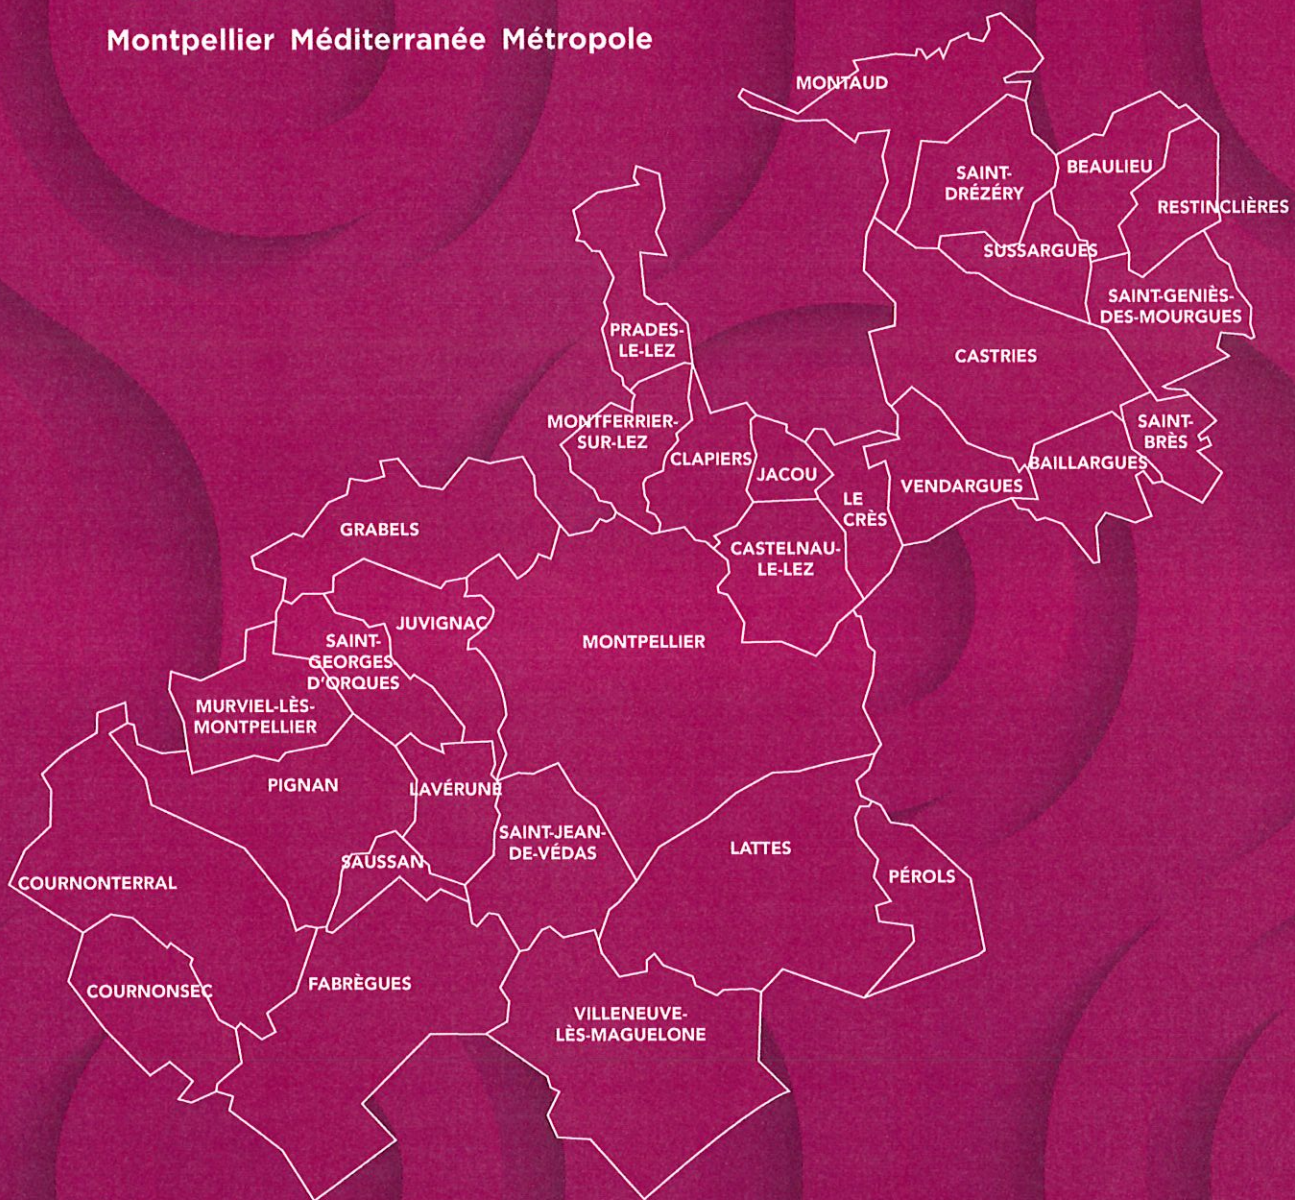 Montpellier Méditerranée Métropole
MONTAUD
SAINT-
DRÉZÉRY
BEAULIEU
RESTINCLIÈRES
SUSSARGUES
SAINT-GENIÈS-
DES-MOURGUES
PRADES-
LE-LEZ
CASTRIES
MONTFERRIER-
SUR-LEZ
CLAPIERS
JACOU
LE
CRÈS
VENDARGUES
BAILLARGUES
SAINT-
BRÈS
GRABELS
CASTELNAU-
LE-LEZ
JUVIGNAC
MONTPELLIER
SAINT-
GEORGES-
D'ORQUES
MURVIEL-LÈS-
MONTPELLIER
PIGNAN
LAVÉRUNE
SAINT-JEAN-
DE-VÉDAS
LATTES
PÉROLS
SAUSSAN
COURNONTERRAL
COURNONSEC
FABRÈGUES
VILLENEUVE-
LÈS-MAGUELONE